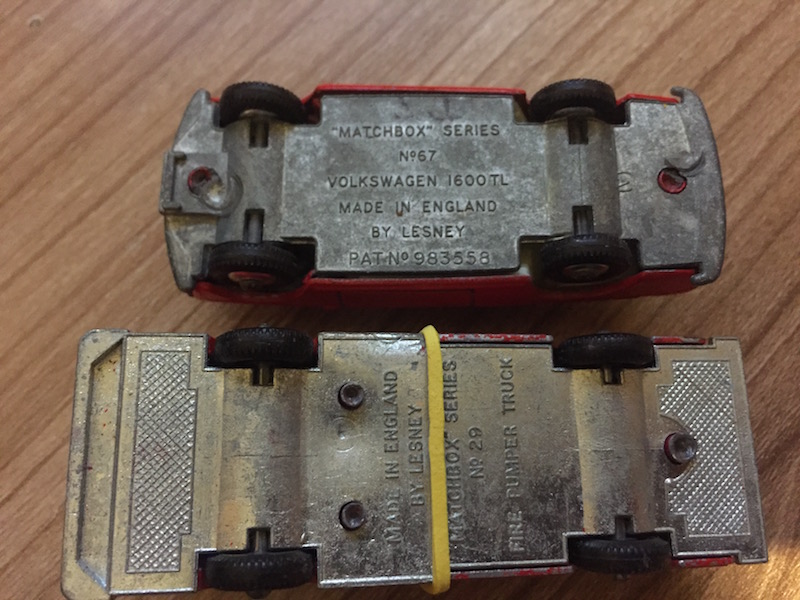 "MATCHBOX" SERIES
Nº67
VOLKSWAGEN 1600TL
MADE IN ENGLAND
BY LESNEY
PAT Nº 983558
MADE IN ENGLAND
BY LESNEY
MATCHBOX" SERIES
Nº 29
FIRE PUMPER TRUCK